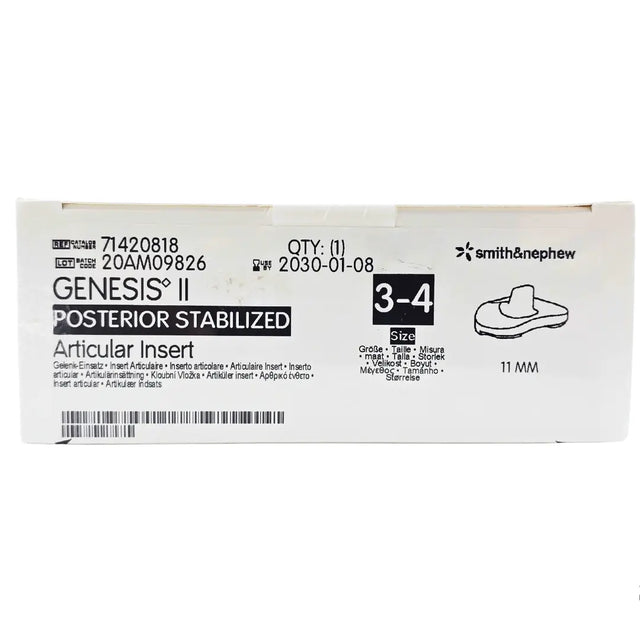 REF CATALOG NUMBER 71420818
LOT BATCH CODE 20AM09826
QTY: (1)
USE BY 2030-01-08
GENESIS◇ II
POSTERIOR STABILIZED
Articular Insert
Gelenk-Einsatz • Insert Articulaire • Inserto articolare • Articulaire Insert • Inserto
articular • Artikulärinsättning • Kloubní Vložka • Artiküler insert • Αρθρικό ένθετο •
Insert articular • Artikulær indsats
3-4
Size
Größe • Taille • Misura
• maat • Talla • Storlek
• Velikost • Boyut •
Μέγεθος • Tamanho •
Størrelse
smith&nephew
11 MM